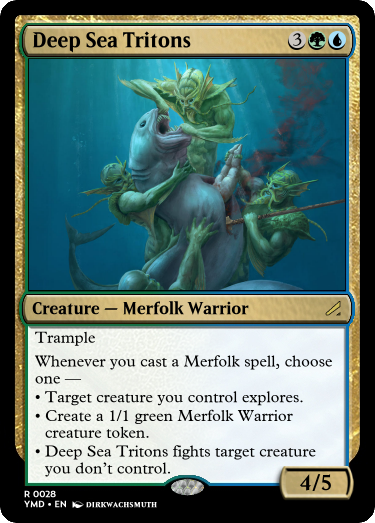 Deep Sea Tritons 3
Creature — Merfolk Warrior
Trample
Whenever you cast a Merfolk spell, choose
one —
• Target creature you control explores.
• Create a 1/1 green Merfolk Warrior
creature token.
• Deep Sea Tritons fights target creature
you don't control.
4/5
R 0028
YMD • EN DIRKWACHSMUTH